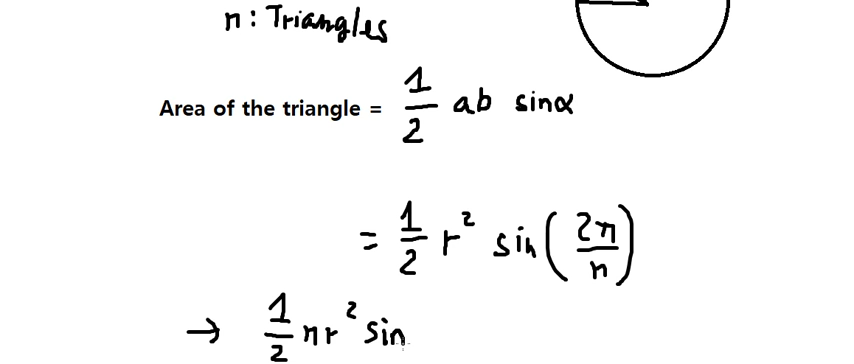 n : Triangles
Area of the triangle = 1/2 ab sinα
= 1/2 r² sin(2π/n)
→ 1/2 nr² sin